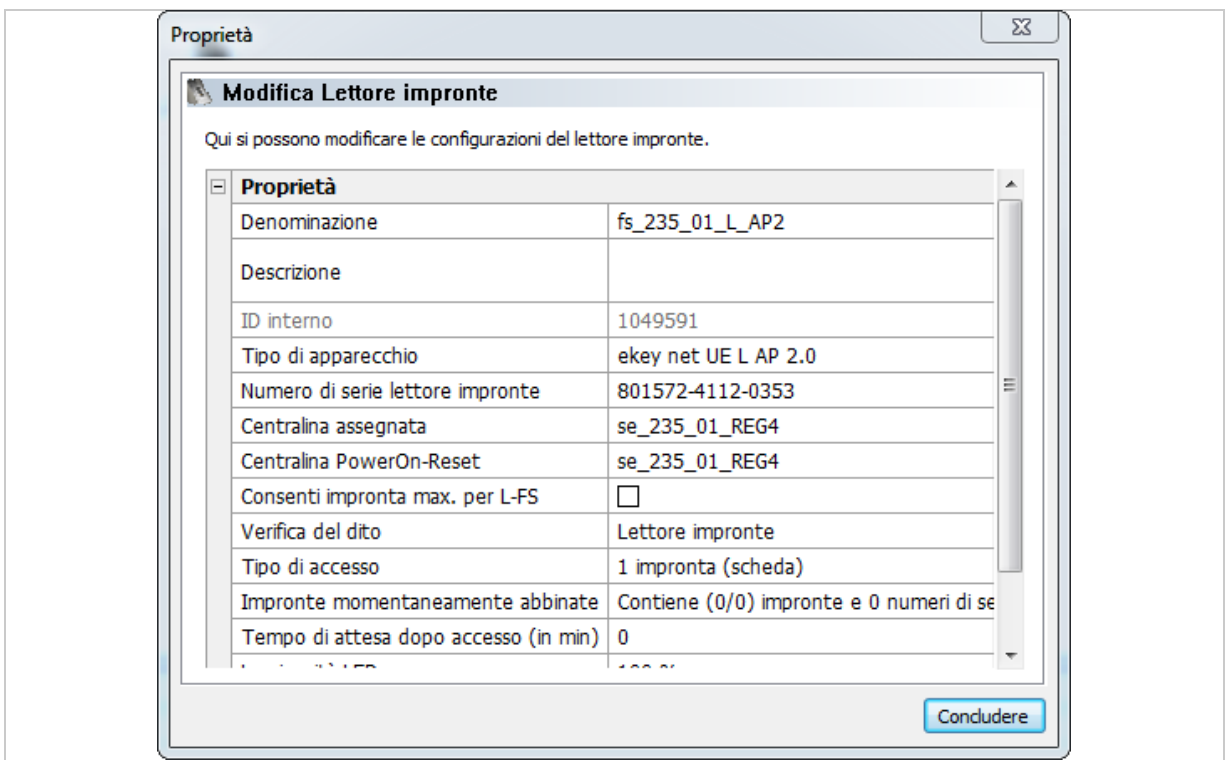 Proprietà
Modifica Lettore impronte
Qui si possono modificare le configurazioni del lettore impronte.
Proprietà
Denominazione fs_235_01_L_AP2
Descrizione
ID interno 1049591
Tipo di apparecchio ekey net UE L AP 2.0
Numero di serie lettore impronte 801572-4112-0353
Centralina assegnata se_235_01_REG4
Centralina PowerOn-Reset se_235_01_REG4
Consenti impronta max. per L-FS
Verifica del dito Lettore impronte
Tipo di accesso 1 impronta (scheda)
Impronte momentaneamente abbinate Contiene (0/0) impronte e 0 numeri di se
Tempo di attesa dopo accesso (in min) 0
Concludere